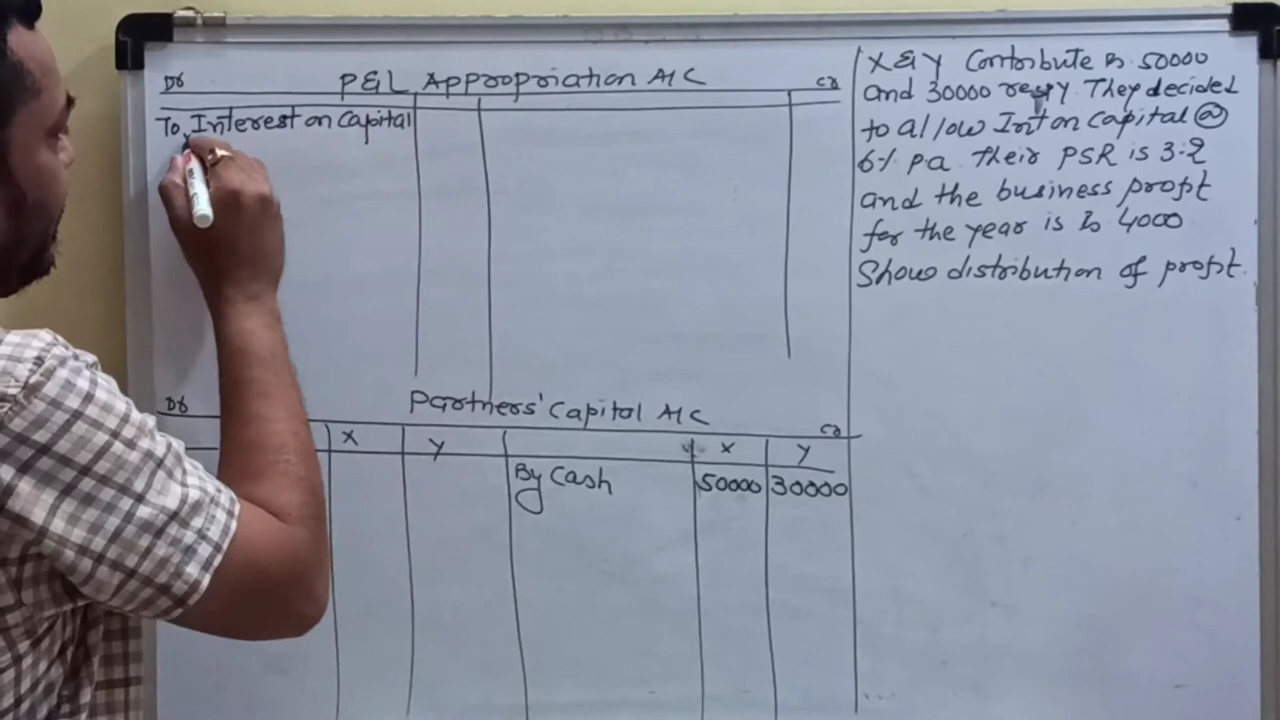 Dr P&L Appropriation A/C Cr
To, Interest on Capital
Dr Partners' Capital A/C Cr
X Y X Y
By Cash 50000 30000
X & Y Contribute Rs 50000
and 30000 respy. They decided
to allow Int on Capital @
6% pa. Their PSR is 3:2
and the business profit
for the year is Rs 4000
Show distribution of profit.